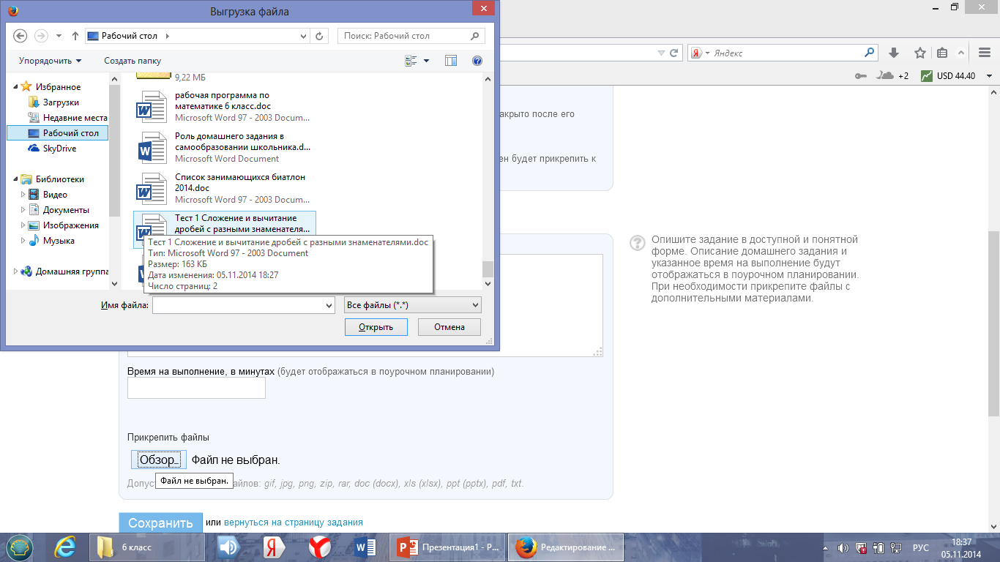 Выгрузка файла
Рабочий стол
Поиск: Рабочий стол
Упорядочить
Создать папку
Избранное
Загрузки
Недавние места
Рабочий стол
SkyDrive
Библиотеки
Видео
Документы
Изображения
Музыка
Домашняя группа
9,22 МБ
рабочая программа по
математике 6 класс.doc
Microsoft Word 97 - 2003 Docum...
Роль домашнего задания в
самообразовании школьника.d...
Microsoft Word Document
Список занимающихся биатлон
2014.doc
Microsoft Word 97 - 2003 Docum...
Тест 1 Сложение и вычитание
дробей с разными знаменателя...
Тест 1 Сложение и вычитание дробей с разными знаменателями.doc
Тип: Microsoft Word 97 - 2003 Document
Размер: 163 КБ
Дата изменения: 05.11.2014 18:27
Число страниц: 2
Имя файла:
Все файлы (*.*)
Открыть
Отмена
Яндекс
+2
USD 44.40
акрыто после его
ен будет прикрепить к
Опишите задание в доступной и понятной
форме. Описание домашнего задания и
указанное время на выполнение будут
отображаться в поурочном планировании.
При необходимости прикрепите файлы с
дополнительными материалами.
Время на выполнение, в минутах (будет отображаться в поурочном планировании)
Прикрепить файлы
Обзор... Файл не выбран.
Файл не выбран.
Допус айлов: gif, jpg, png, zip, rar, doc (docx), xls (xlsx), ppt (pptx), pdf, txt.
Сохранить или вернуться на страницу задания
6 класс
Презентация1 - P...
Редактирование ...
РУС
18:37
05.11.2014